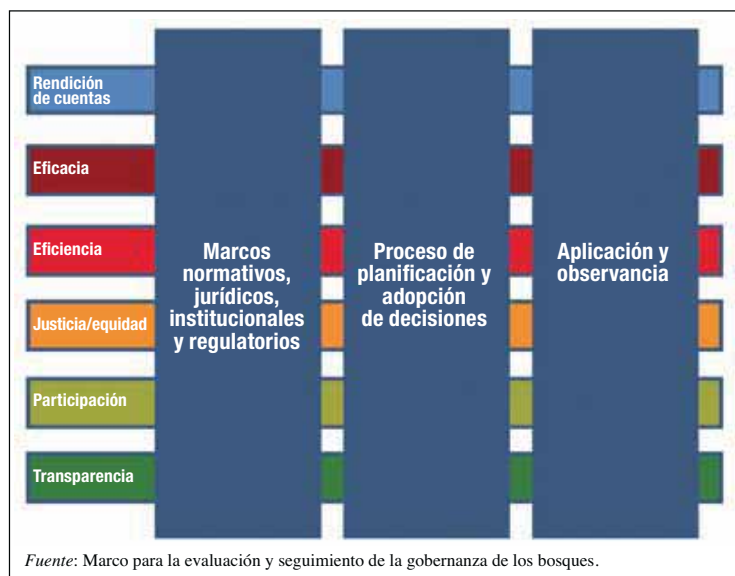 Rendición
de cuentas
Eficacia
Eficiencia
Justicia/equidad
Participación
Transparencia
Marcos
normativos,
jurídicos,
institucionales
y regulatorios
Proceso de
planificación y
adopción
de decisiones
Aplicación y
observancia
Fuente: Marco para la evaluación y seguimiento de la gobernanza de los bosques.